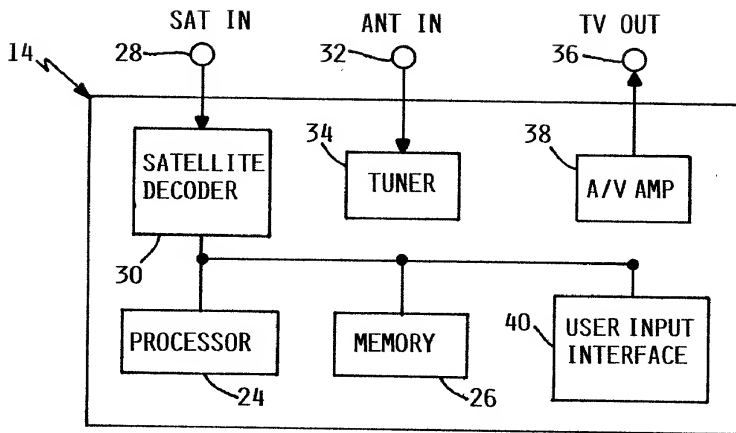 SAT IN ANT IN TV OUT
14 28 32 36
SATELLITE
DECODER
34
TUNER
38
A/V AMP
30
PROCESSOR
MEMORY
40
USER INPUT
INTERFACE
24
26